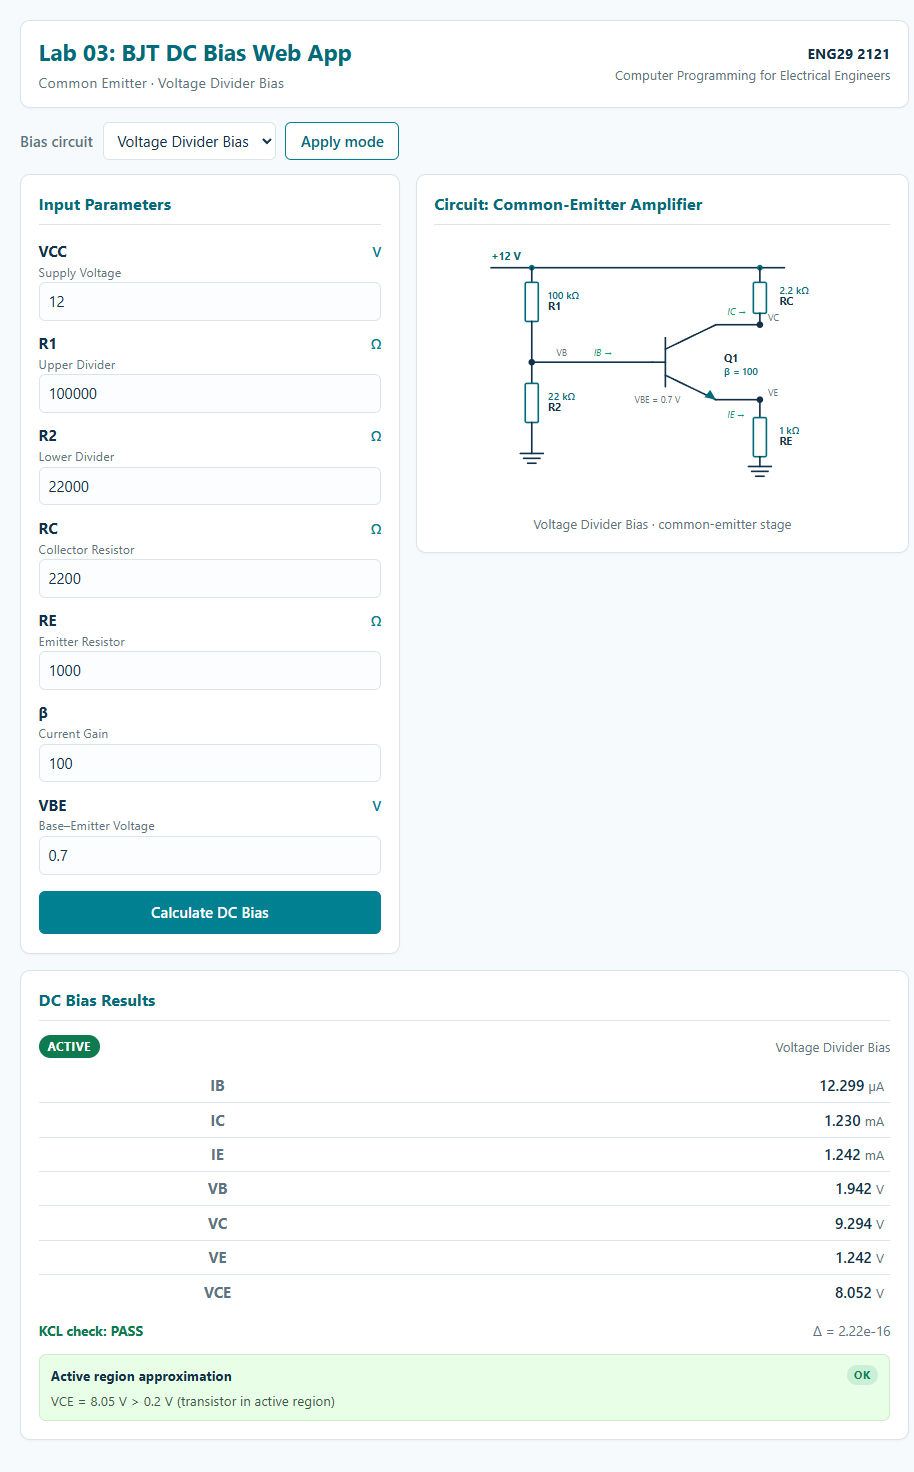 Lab 03: BJT DC Bias Web App
Common Emitter · Voltage Divider Bias
ENG29 2121
Computer Programming for Electrical Engineers
Bias circuit
Voltage Divider Bias
Apply mode
Input Parameters
VCC V
Supply Voltage
12
R1 Ω
Upper Divider
100000
R2 Ω
Lower Divider
22000
RC Ω
Collector Resistor
2200
RE Ω
Emitter Resistor
1000
β
Current Gain
100
VBE V
Base–Emitter Voltage
0.7
Calculate DC Bias
Circuit: Common-Emitter Amplifier
+12 V
100 kΩ
R1
2.2 kΩ
RC
IC →
VC
VB
IB →
Q1
β = 100
22 kΩ
R2
VBE = 0.7 V
VE
IE →
1 kΩ
RE
Voltage Divider Bias · common-emitter stage
DC Bias Results
ACTIVE
Voltage Divider Bias
IB 12.299 µA
IC 1.230 mA
IE 1.242 mA
VB 1.942 V
VC 9.294 V
VE 1.242 V
VCE 8.052 V
KCL check: PASS
Δ = 2.22e-16
Active region approximation
OK
VCE = 8.05 V > 0.2 V (transistor in active region)